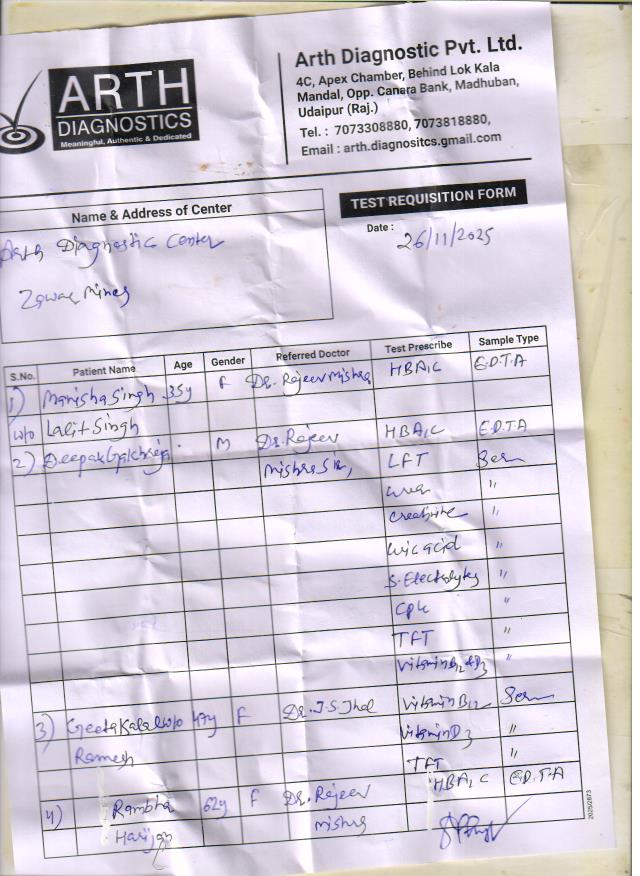 ARTH
DIAGNOSTICS
Meaningful, Authentic & Dedicated
Arth Diagnostic Pvt. Ltd.
4C, Apex Chamber, Behind Lok Kala
Mandal, Opp. Canara Bank, Madhuban,
Udaipur (Raj.)
Tel. : 7073308880, 7073818880,
Email : arth.diagnositcs.gmail.com
TEST REQUISITION FORM
Date : 26/11/2025
Name & Address of Center
Arth Diagnostic Center
Zawar Mines
S.No. Patient Name Age Gender Referred Doctor Test Prescribe Sample Type
1) Manisha Singh 35y F Dr. Rajeev Mishra HBA1C E.D.T.A
w/o Lalit Singh
2) Deepak M Dr. Rajeev HBA1C E.D.T.A
Mishra Sir, LFT Serum
Urea "
Creatinine "
Uric acid "
S. Electrolytes "
CPK "
TFT "
Vitamin B12 & D3 "
3) Geeta Kalal w/o 47y F Dr. J.S. Vitamin B12 Serum
Ramesh Vitamin D3 "
TFT "
4) Rambha 62y F Dr. Rajeev HBA1C E.D.T.A
Harijan Mishra
2025/2873